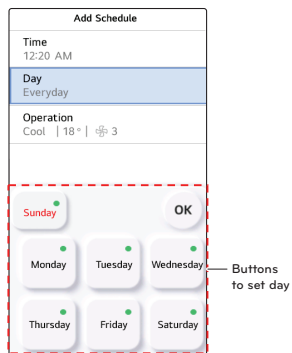 Add Schedule
Time
12:20 AM
Day
Everyday
Operation
Cool | 18° | 3
Sunday
OK
Monday Tuesday Wednesday
Buttons
to set day
Thursday Friday Saturday